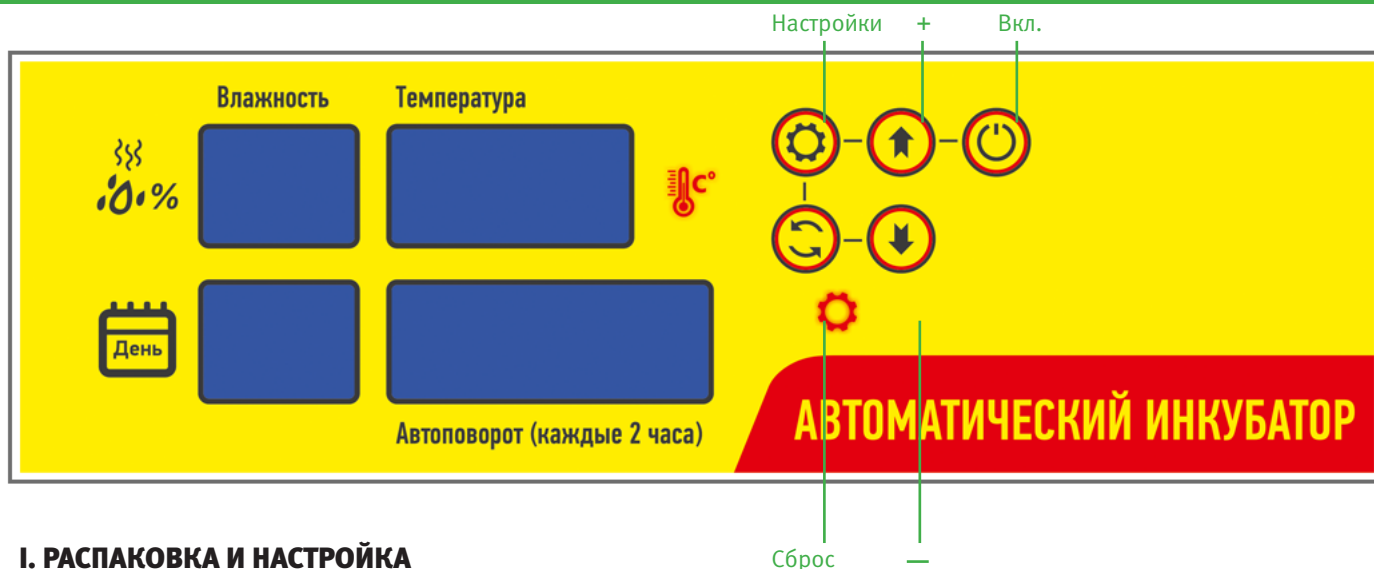 Настройки + Вкл.
Влажность Температура
%
C°
День
Автоповорот (каждые 2 часа)
АВТОМАТИЧЕСКИЙ ИНКУБАТОР
Сброс —
I. РАСПАКОВКА И НАСТРОЙКА